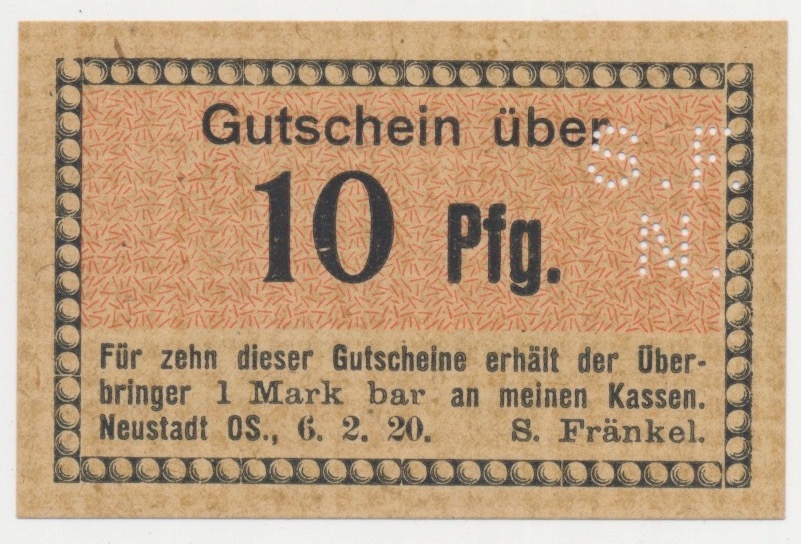 Gutschein über
10 Pfg.
S.F.
N.
Für zehn dieser Gutscheine erhält der Über-
bringer 1 Mark bar an meinen Kassen.
Neustadt OS., 6. 2. 20. S. Fränkel.